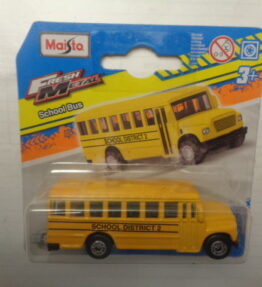 Maisto
FRESH
METAL
School Bus
3+
SCHOOL DISTRICT 2
SCHOOL DISTRICT 2